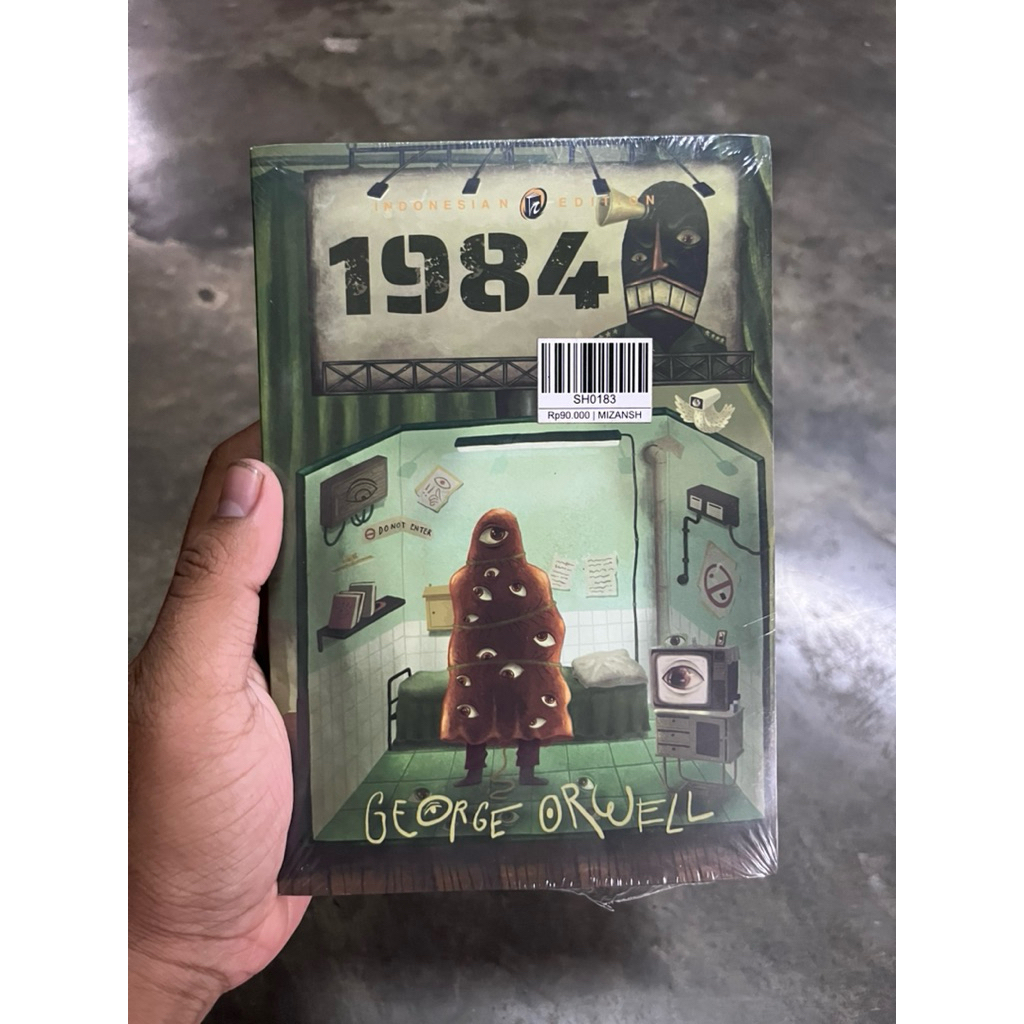 INDONESIAN EDITION
1984
SH0183
Rp90.000 | MIZANSH
DO NOT ENTER
GEORGE ORWELL